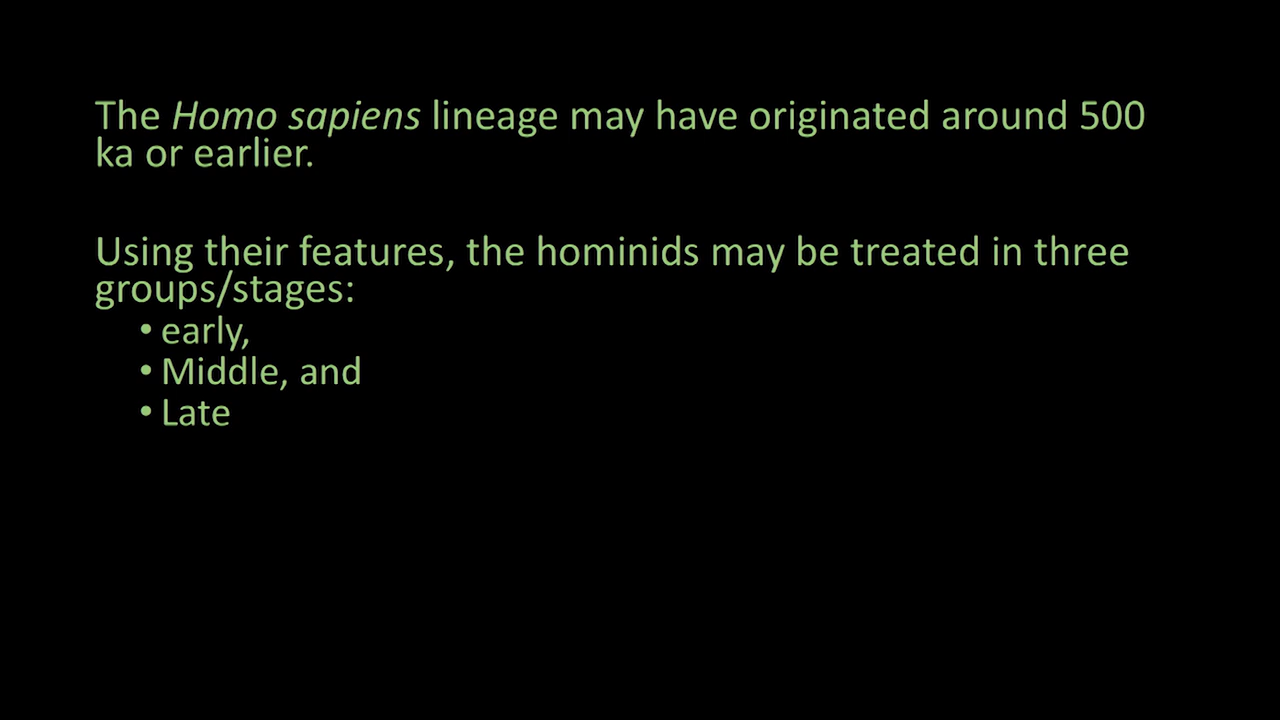 The Homo sapiens lineage may have originated around 500
ka or earlier.
Using their features, the hominids may be treated in three
groups/stages:
• early,
• Middle, and
• Late